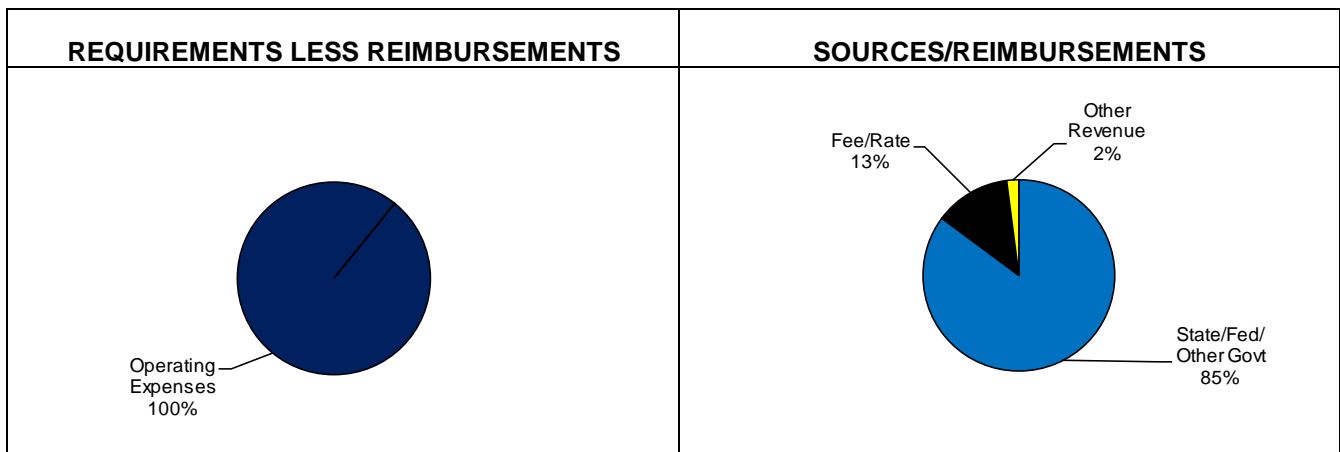 REQUIREMENTS LESS REIMBURSEMENTS
SOURCES/REIMBURSEMENTS
Operating
Expenses
100%
Fee/Rate
13%
Other
Revenue
2%
State/Fed/
Other Govt
85%